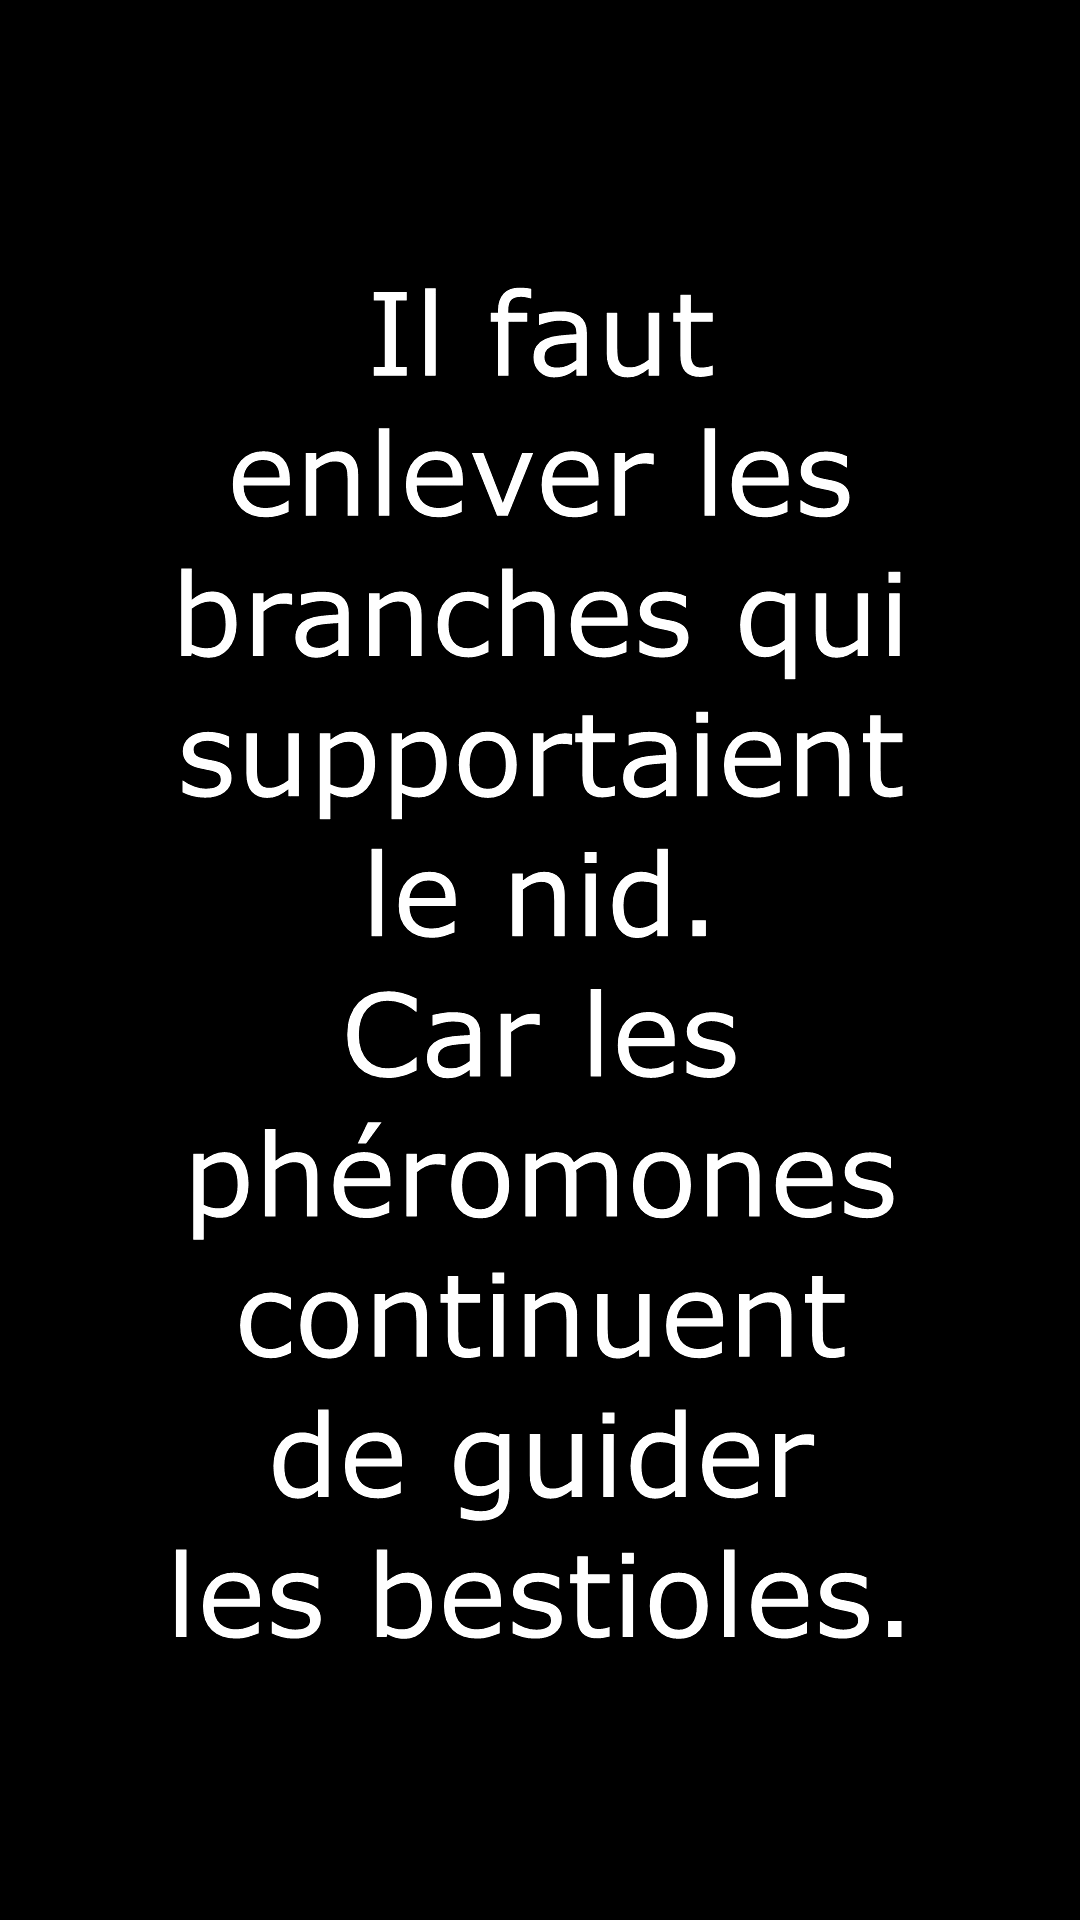 Il faut
enlever les
branches qui
supportaient
le nid.
Car les
phéromones
continuent
de guider
les bestioles.